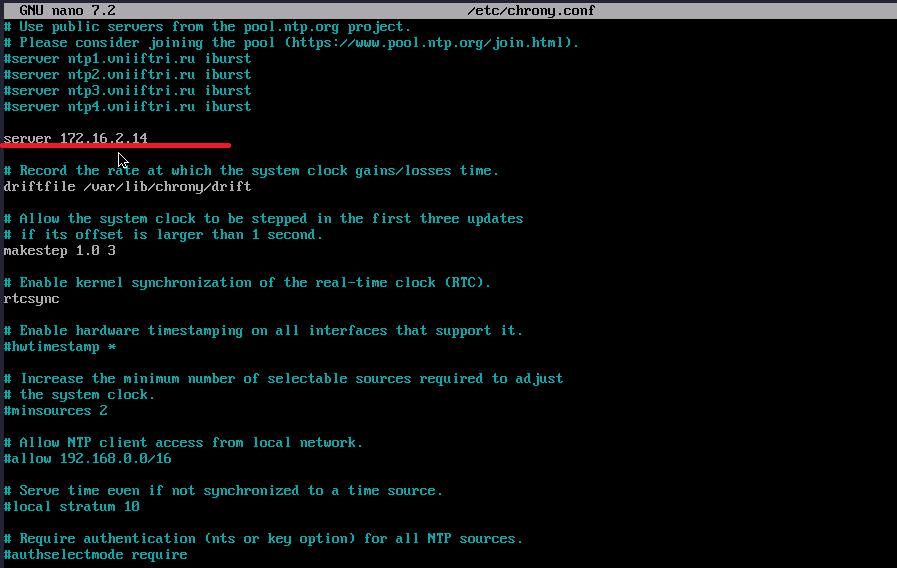 GNU nano 7.2 /etc/chrony.conf
# Use public servers from the pool.ntp.org project.
# Please consider joining the pool (https://www.pool.ntp.org/join.html).
#server ntp1.vniiftri.ru iburst
#server ntp2.vniiftri.ru iburst
#server ntp3.vniiftri.ru iburst
#server ntp4.vniiftri.ru iburst
server 172.16.2.14
# Record the rate at which the system clock gains/losses time.
driftfile /var/lib/chrony/drift
# Allow the system clock to be stepped in the first three updates
# if its offset is larger than 1 second.
makestep 1.0 3
# Enable kernel synchronization of the real-time clock (RTC).
rtcsync
# Enable hardware timestamping on all interfaces that support it.
#hwtimestamp *
# Increase the minimum number of selectable sources required to adjust
# the system clock.
#minsources 2
# Allow NTP client access from local network.
#allow 192.168.0.0/16
# Serve time even if not synchronized to a time source.
#local stratum 10
# Require authentication (nts or key option) for all NTP sources.
#authselectmode require